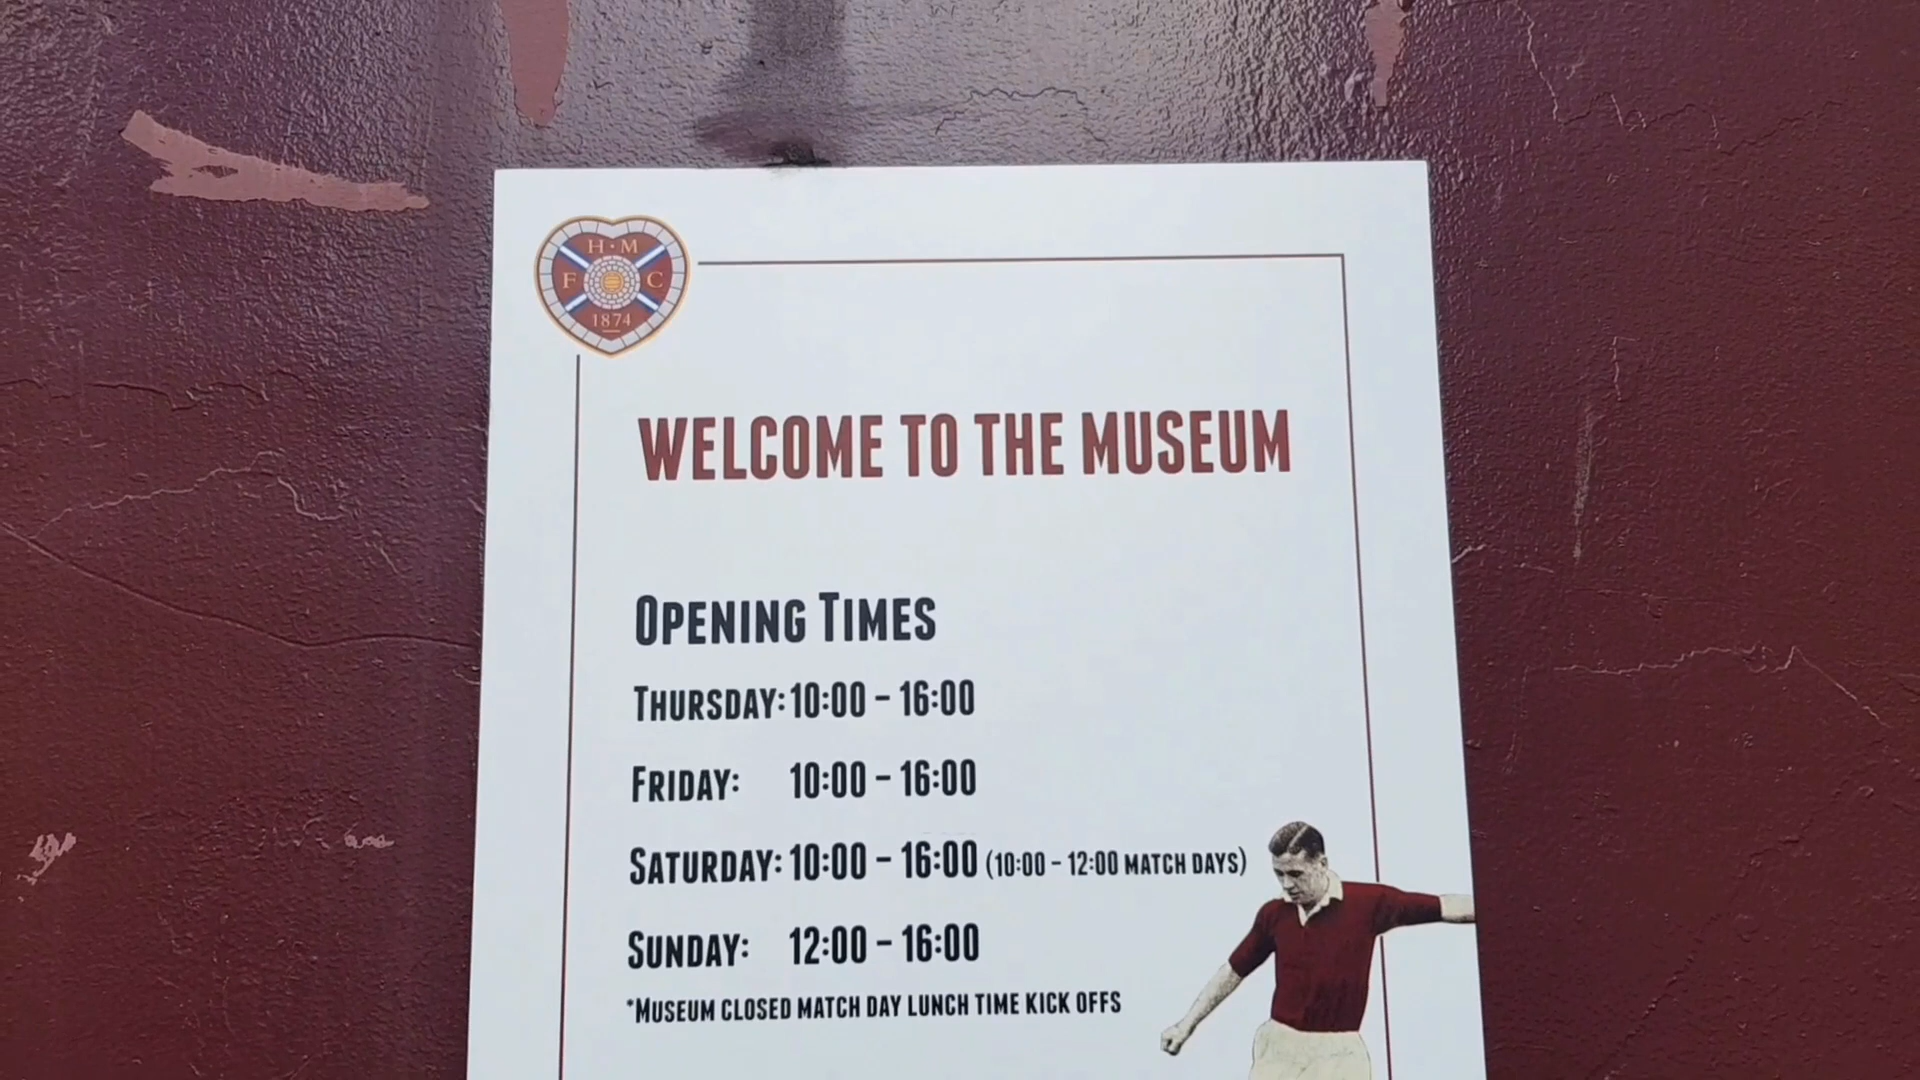 H·M
F C
1874
WELCOME TO THE MUSEUM
OPENING TIMES
THURSDAY: 10:00 – 16:00
FRIDAY: 10:00 – 16:00
SATURDAY: 10:00 – 16:00 (10:00 – 12:00 MATCH DAYS)
SUNDAY: 12:00 – 16:00
*MUSEUM CLOSED MATCH DAY LUNCH TIME KICK OFFS